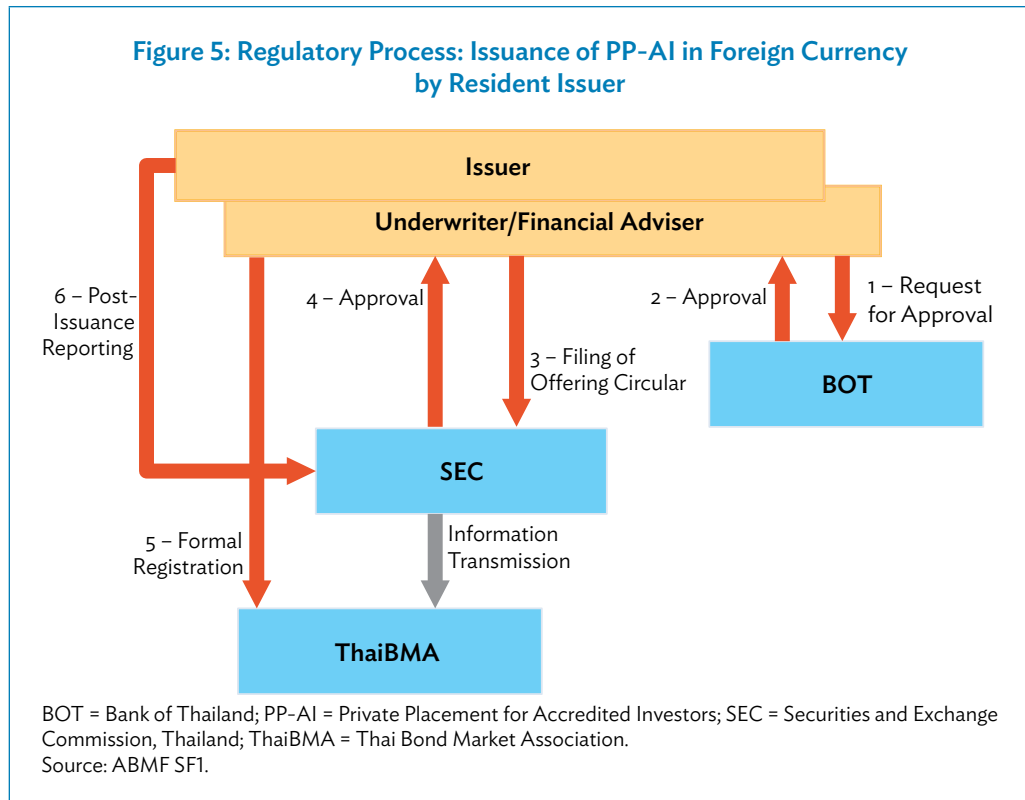 Figure 5: Regulatory Process: Issuance of PP-AI in Foreign Currency
by Resident Issuer
Issuer
Underwriter/Financial Adviser
6 – Post-
Issuance
Reporting
4 – Approval
2 – Approval
1 – Request
for Approval
3 – Filing of
Offering Circular
BOT
SEC
5 – Formal
Registration
Information
Transmission
ThaiBMA
BOT = Bank of Thailand; PP-AI = Private Placement for Accredited Investors; SEC = Securities and Exchange
Commission, Thailand; ThaiBMA = Thai Bond Market Association.
Source: ABMF SF1.